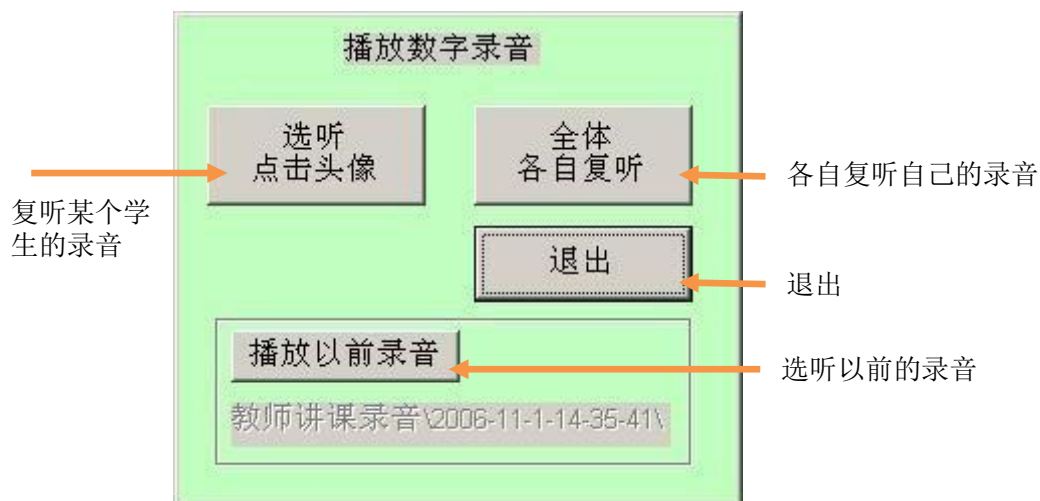 播放数字录音
选听
点击头像
全体
各自复听
各自复听自己的录音
复听某个学
生的录音
退出
退出
播放以前录音
选听以前的录音
教师讲课录音\2006-11-1-14-35-41\